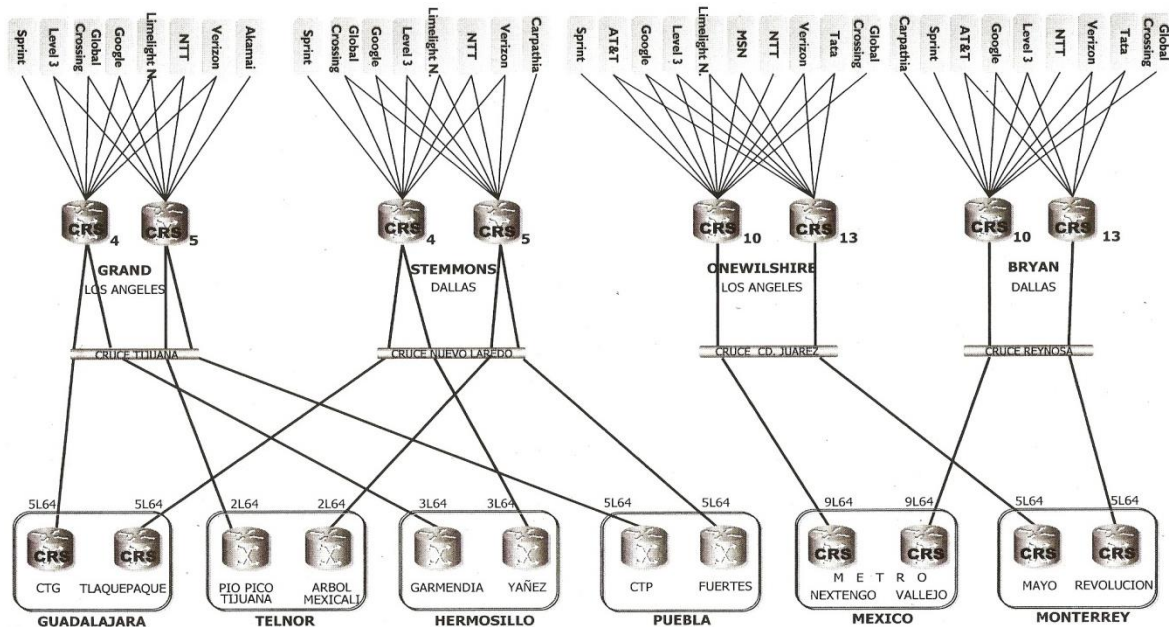 Sprint
Level 3
Global
Crossing
Google
Limelight N.
NTT
Verizon
Akamai
Sprint
Global
Crossing
Google
Level 3
Limelight N.
NTT
Verizon
Carpathia
Sprint
AT&T
Google
Level 3
Limelight N.
MSN
NTT
Verizon
Tata
Global
Crossing
Carpathia
Sprint
AT&T
Google
Level 3
NTT
Verizon
Tata
Global
Crossing
CRS 4 CRS 5
CRS 4 CRS 5
CRS 10 CRS 13
CRS 10 CRS 13
GRAND
LOS ANGELES
STEMMONS
DALLAS
ONEWILSHIRE
LOS ANGELES
BRYAN
DALLAS
CRUCE TIJUANA
CRUCE NUEVO LAREDO
CRUCE CD. JUAREZ
CRUCE REYNOSA
5L64 5L64
CRS CRS
CTG TLAQUEPAQUE
GUADALAJARA
2L64 2L64
PIO PICO
TIJUANA
ARBOL
MEXICALI
TELNOR
3L64 3L64
GARMENDIA YAÑEZ
HERMOSILLO
5L64 5L64
CTP FUERTES
PUEBLA
9L64 9L64
CRS CRS
METRO
NEXTENGO VALLEJO
MEXICO
5L64 5L64
CRS CRS
MAYO REVOLUCION
MONTERREY